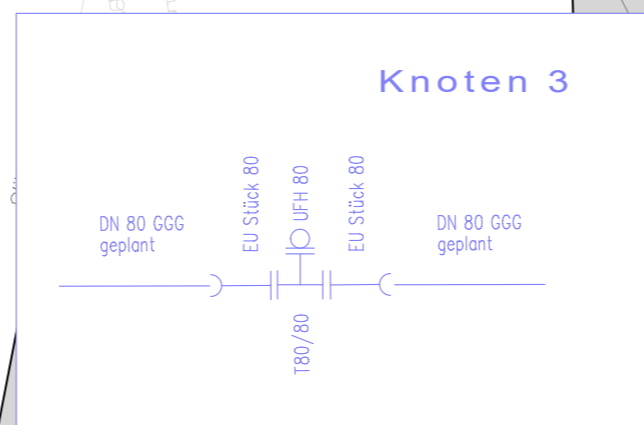 Knoten 3
DN 80 GGG
geplant
EU Stück 80
UFH 80
EU Stück 80
DN 80 GGG
geplant
T80/80